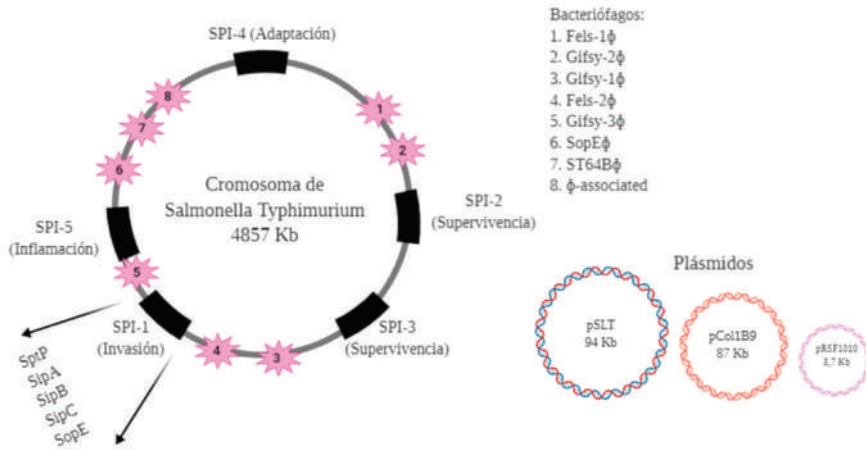 SPI-4 (Adaptación)
8
7
6
1
2
Cromosoma de
Salmonella Typhimurium
4857 Kb
SPI-2
(Supervivencia)
SPI-5
(Inflamación)
5
SPI-1
(Invasión)
4
3
SPI-3
(Supervivencia)
SptP
SipA
SipB
SipC
SopE
Bacteriófagos:
1. Fels-1ϕ
2. Gifsy-2ϕ
3. Gifsy-1ϕ
4. Fels-2ϕ
5. Gifsy-3ϕ
6. SopEϕ
7. ST64Bϕ
8. ϕ-associated
Plásmidos
pSLT
94 Kb
pCol1B9
87 Kb
pRSF1010
8,7 Kb